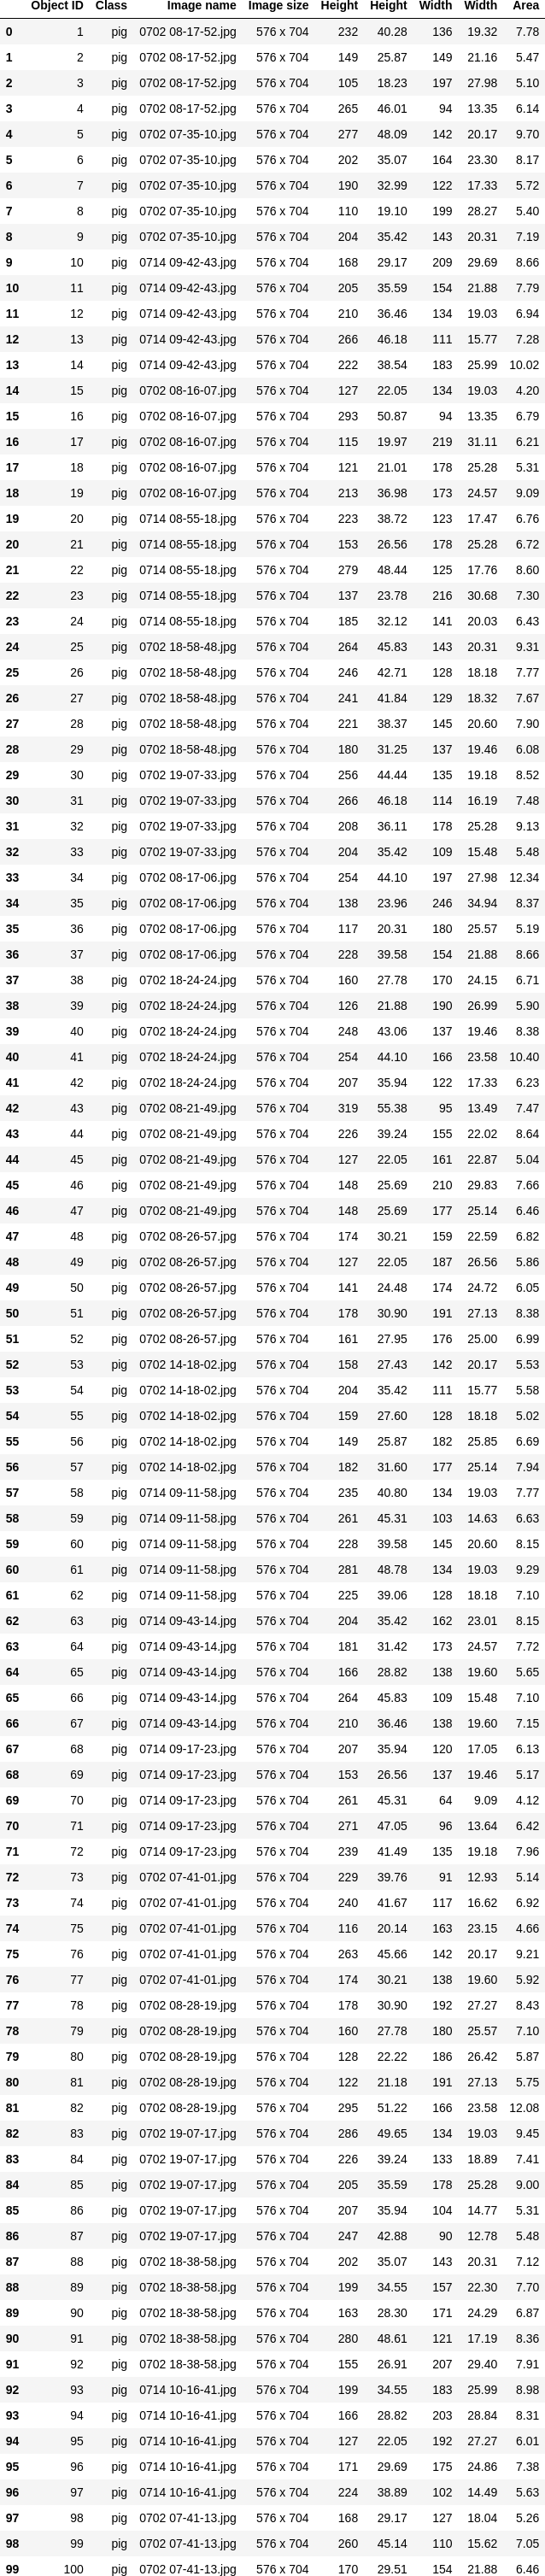 Object ID Class Image name Image size Height Height Width Width Area
0 1 pig 0702 08-17-52.jpg 576 x 704 232 40.28 136 19.32 7.78
1 2 pig 0702 08-17-52.jpg 576 x 704 149 25.87 149 21.16 5.47
2 3 pig 0702 08-17-52.jpg 576 x 704 105 18.23 197 27.98 5.10
3 4 pig 0702 08-17-52.jpg 576 x 704 265 46.01 94 13.35 6.14
4 5 pig 0702 07-35-10.jpg 576 x 704 277 48.09 142 20.17 9.70
5 6 pig 0702 07-35-10.jpg 576 x 704 202 35.07 164 23.30 8.17
6 7 pig 0702 07-35-10.jpg 576 x 704 190 32.99 122 17.33 5.72
7 8 pig 0702 07-35-10.jpg 576 x 704 110 19.10 199 28.27 5.40
8 9 pig 0702 07-35-10.jpg 576 x 704 204 35.42 143 20.31 7.19
9 10 pig 0714 09-42-43.jpg 576 x 704 168 29.17 209 29.69 8.66
10 11 pig 0714 09-42-43.jpg 576 x 704 205 35.59 154 21.88 7.79
11 12 pig 0714 09-42-43.jpg 576 x 704 210 36.46 134 19.03 6.94
12 13 pig 0714 09-42-43.jpg 576 x 704 266 46.18 111 15.77 7.28
13 14 pig 0714 09-42-43.jpg 576 x 704 222 38.54 183 25.99 10.02
14 15 pig 0702 08-16-07.jpg 576 x 704 127 22.05 134 19.03 4.20
15 16 pig 0702 08-16-07.jpg 576 x 704 293 50.87 94 13.35 6.79
16 17 pig 0702 08-16-07.jpg 576 x 704 115 19.97 219 31.11 6.21
17 18 pig 0702 08-16-07.jpg 576 x 704 121 21.01 178 25.28 5.31
18 19 pig 0702 08-16-07.jpg 576 x 704 213 36.98 173 24.57 9.09
19 20 pig 0714 08-55-18.jpg 576 x 704 223 38.72 123 17.47 6.76
20 21 pig 0714 08-55-18.jpg 576 x 704 153 26.56 178 25.28 6.72
21 22 pig 0714 08-55-18.jpg 576 x 704 279 48.44 125 17.76 8.60
22 23 pig 0714 08-55-18.jpg 576 x 704 137 23.78 216 30.68 7.30
23 24 pig 0714 08-55-18.jpg 576 x 704 185 32.12 141 20.03 6.43
24 25 pig 0702 18-58-48.jpg 576 x 704 264 45.83 143 20.31 9.31
25 26 pig 0702 18-58-48.jpg 576 x 704 246 42.71 128 18.18 7.77
26 27 pig 0702 18-58-48.jpg 576 x 704 241 41.84 129 18.32 7.67
27 28 pig 0702 18-58-48.jpg 576 x 704 221 38.37 145 20.60 7.90
28 29 pig 0702 18-58-48.jpg 576 x 704 180 31.25 137 19.46 6.08
29 30 pig 0702 19-07-33.jpg 576 x 704 256 44.44 135 19.18 8.52
30 31 pig 0702 19-07-33.jpg 576 x 704 266 46.18 114 16.19 7.48
31 32 pig 0702 19-07-33.jpg 576 x 704 208 36.11 178 25.28 9.13
32 33 pig 0702 19-07-33.jpg 576 x 704 204 35.42 109 15.48 5.48
33 34 pig 0702 08-17-06.jpg 576 x 704 254 44.10 197 27.98 12.34
34 35 pig 0702 08-17-06.jpg 576 x 704 138 23.96 246 34.94 8.37
35 36 pig 0702 08-17-06.jpg 576 x 704 117 20.31 180 25.57 5.19
36 37 pig 0702 08-17-06.jpg 576 x 704 228 39.58 154 21.88 8.66
37 38 pig 0702 18-24-24.jpg 576 x 704 160 27.78 170 24.15 6.71
38 39 pig 0702 18-24-24.jpg 576 x 704 126 21.88 190 26.99 5.90
39 40 pig 0702 18-24-24.jpg 576 x 704 248 43.06 137 19.46 8.38
40 41 pig 0702 18-24-24.jpg 576 x 704 254 44.10 166 23.58 10.40
41 42 pig 0702 18-24-24.jpg 576 x 704 207 35.94 122 17.33 6.23
42 43 pig 0702 08-21-49.jpg 576 x 704 319 55.38 95 13.49 7.47
43 44 pig 0702 08-21-49.jpg 576 x 704 226 39.24 155 22.02 8.64
44 45 pig 0702 08-21-49.jpg 576 x 704 127 22.05 161 22.87 5.04
45 46 pig 0702 08-21-49.jpg 576 x 704 148 25.69 210 29.83 7.66
46 47 pig 0702 08-21-49.jpg 576 x 704 148 25.69 177 25.14 6.46
47 48 pig 0702 08-26-57.jpg 576 x 704 174 30.21 159 22.59 6.82
48 49 pig 0702 08-26-57.jpg 576 x 704 127 22.05 187 26.56 5.86
49 50 pig 0702 08-26-57.jpg 576 x 704 141 24.48 174 24.72 6.05
50 51 pig 0702 08-26-57.jpg 576 x 704 178 30.90 191 27.13 8.38
51 52 pig 0702 08-26-57.jpg 576 x 704 161 27.95 176 25.00 6.99
52 53 pig 0702 14-18-02.jpg 576 x 704 158 27.43 142 20.17 5.53
53 54 pig 0702 14-18-02.jpg 576 x 704 204 35.42 111 15.77 5.58
54 55 pig 0702 14-18-02.jpg 576 x 704 159 27.60 128 18.18 5.02
55 56 pig 0702 14-18-02.jpg 576 x 704 149 25.87 182 25.85 6.69
56 57 pig 0702 14-18-02.jpg 576 x 704 182 31.60 177 25.14 7.94
57 58 pig 0714 09-11-58.jpg 576 x 704 235 40.80 134 19.03 7.77
58 59 pig 0714 09-11-58.jpg 576 x 704 261 45.31 103 14.63 6.63
59 60 pig 0714 09-11-58.jpg 576 x 704 228 39.58 145 20.60 8.15
60 61 pig 0714 09-11-58.jpg 576 x 704 281 48.78 134 19.03 9.29
61 62 pig 0714 09-11-58.jpg 576 x 704 225 39.06 128 18.18 7.10
62 63 pig 0714 09-43-14.jpg 576 x 704 204 35.42 162 23.01 8.15
63 64 pig 0714 09-43-14.jpg 576 x 704 181 31.42 173 24.57 7.72
64 65 pig 0714 09-43-14.jpg 576 x 704 166 28.82 138 19.60 5.65
65 66 pig 0714 09-43-14.jpg 576 x 704 264 45.83 109 15.48 7.10
66 67 pig 0714 09-43-14.jpg 576 x 704 210 36.46 138 19.60 7.15
67 68 pig 0714 09-17-23.jpg 576 x 704 207 35.94 120 17.05 6.13
68 69 pig 0714 09-17-23.jpg 576 x 704 153 26.56 137 19.46 5.17
69 70 pig 0714 09-17-23.jpg 576 x 704 261 45.31 64 9.09 4.12
70 71 pig 0714 09-17-23.jpg 576 x 704 271 47.05 96 13.64 6.42
71 72 pig 0714 09-17-23.jpg 576 x 704 239 41.49 135 19.18 7.96
72 73 pig 0702 07-41-01.jpg 576 x 704 229 39.76 91 12.93 5.14
73 74 pig 0702 07-41-01.jpg 576 x 704 240 41.67 117 16.62 6.92
74 75 pig 0702 07-41-01.jpg 576 x 704 116 20.14 163 23.15 4.66
75 76 pig 0702 07-41-01.jpg 576 x 704 263 45.66 142 20.17 9.21
76 77 pig 0702 07-41-01.jpg 576 x 704 174 30.21 138 19.60 5.92
77 78 pig 0702 08-28-19.jpg 576 x 704 178 30.90 192 27.27 8.43
78 79 pig 0702 08-28-19.jpg 576 x 704 160 27.78 180 25.57 7.10
79 80 pig 0702 08-28-19.jpg 576 x 704 128 22.22 186 26.42 5.87
80 81 pig 0702 08-28-19.jpg 576 x 704 122 21.18 191 27.13 5.75
81 82 pig 0702 08-28-19.jpg 576 x 704 295 51.22 166 23.58 12.08
82 83 pig 0702 19-07-17.jpg 576 x 704 286 49.65 134 19.03 9.45
83 84 pig 0702 19-07-17.jpg 576 x 704 226 39.24 133 18.89 7.41
84 85 pig 0702 19-07-17.jpg 576 x 704 205 35.59 178 25.28 9.00
85 86 pig 0702 19-07-17.jpg 576 x 704 207 35.94 104 14.77 5.31
86 87 pig 0702 19-07-17.jpg 576 x 704 247 42.88 90 12.78 5.48
87 88 pig 0702 18-38-58.jpg 576 x 704 202 35.07 143 20.31 7.12
88 89 pig 0702 18-38-58.jpg 576 x 704 199 34.55 157 22.30 7.70
89 90 pig 0702 18-38-58.jpg 576 x 704 163 28.30 171 24.29 6.87
90 91 pig 0702 18-38-58.jpg 576 x 704 280 48.61 121 17.19 8.36
91 92 pig 0702 18-38-58.jpg 576 x 704 155 26.91 207 29.40 7.91
92 93 pig 0714 10-16-41.jpg 576 x 704 199 34.55 183 25.99 8.98
93 94 pig 0714 10-16-41.jpg 576 x 704 166 28.82 203 28.84 8.31
94 95 pig 0714 10-16-41.jpg 576 x 704 127 22.05 192 27.27 6.01
95 96 pig 0714 10-16-41.jpg 576 x 704 171 29.69 175 24.86 7.38
96 97 pig 0714 10-16-41.jpg 576 x 704 224 38.89 102 14.49 5.63
97 98 pig 0702 07-41-13.jpg 576 x 704 168 29.17 127 18.04 5.26
98 99 pig 0702 07-41-13.jpg 576 x 704 260 45.14 110 15.62 7.05
99 100 pig 0702 07-41-13.jpg 576 x 704 170 29.51 154 21.88 6.46